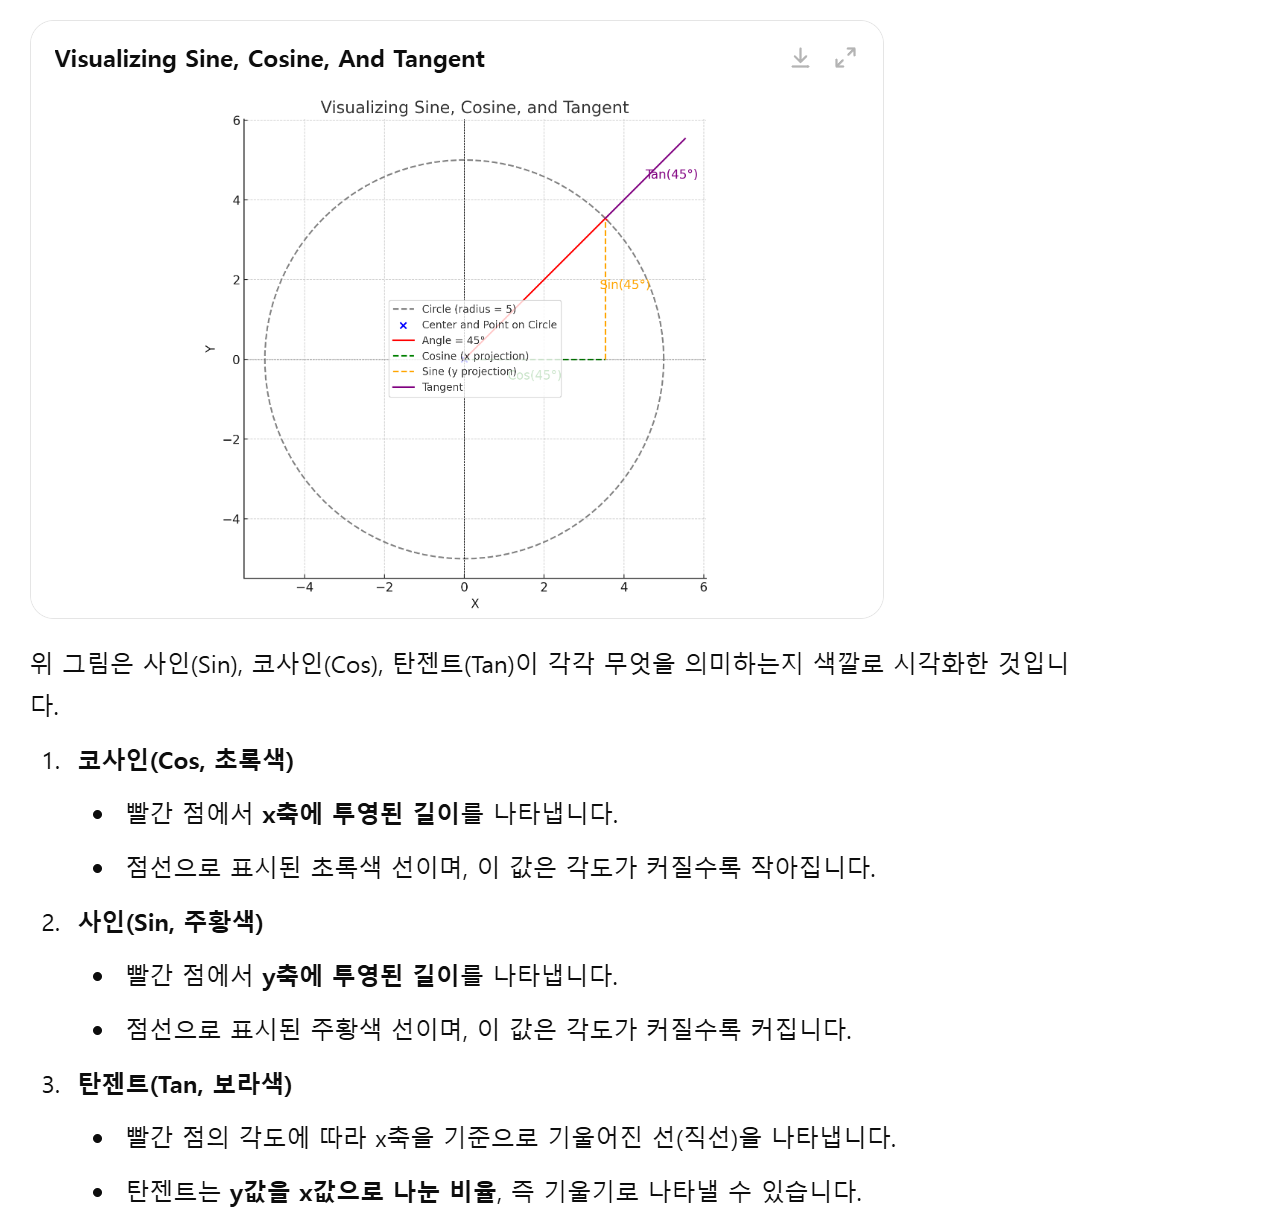 Visualizing Sine, Cosine, And Tangent
Visualizing Sine, Cosine, and Tangent
6
4
2
0
−2
−4
Y
Tan(45°)
Sin(45°)
Circle (radius = 5)
Center and Point on Circle
Angle = 45°
Cosine (x projection)
Sine (y projection)
Cos(45°)
Tangent
−4 −2 0 2 4 6
X
위 그림은 사인(Sin), 코사인(Cos), 탄젠트(Tan)이 각각 무엇을 의미하는지 색깔로 시각화한 것입니
다.
1. 코사인(Cos, 초록색)
• 빨간 점에서 x축에 투영된 길이를 나타냅니다.
• 점선으로 표시된 초록색 선이며, 이 값은 각도가 커질수록 작아집니다.
2. 사인(Sin, 주황색)
• 빨간 점에서 y축에 투영된 길이를 나타냅니다.
• 점선으로 표시된 주황색 선이며, 이 값은 각도가 커질수록 커집니다.
3. 탄젠트(Tan, 보라색)
• 빨간 점의 각도에 따라 x축을 기준으로 기울어진 선(직선)을 나타냅니다.
• 탄젠트는 y값을 x값으로 나눈 비율, 즉 기울기로 나타낼 수 있습니다.